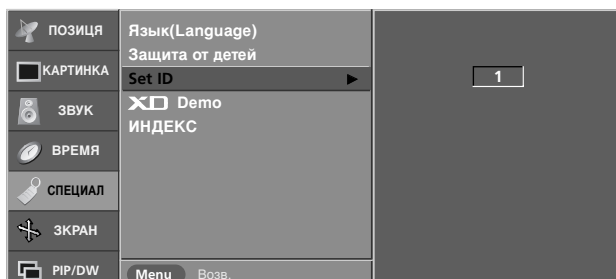 ПОЗИЦЯ
КАРТИНКА
ЗВУК
ВРЕМЯ
СПЕЦИАЛ
ЗКРАН
PIP/DW
Язык(Language)
Защита от детей
Set ID
XD Demo
ИНДЕКС
Menu Возв.
1